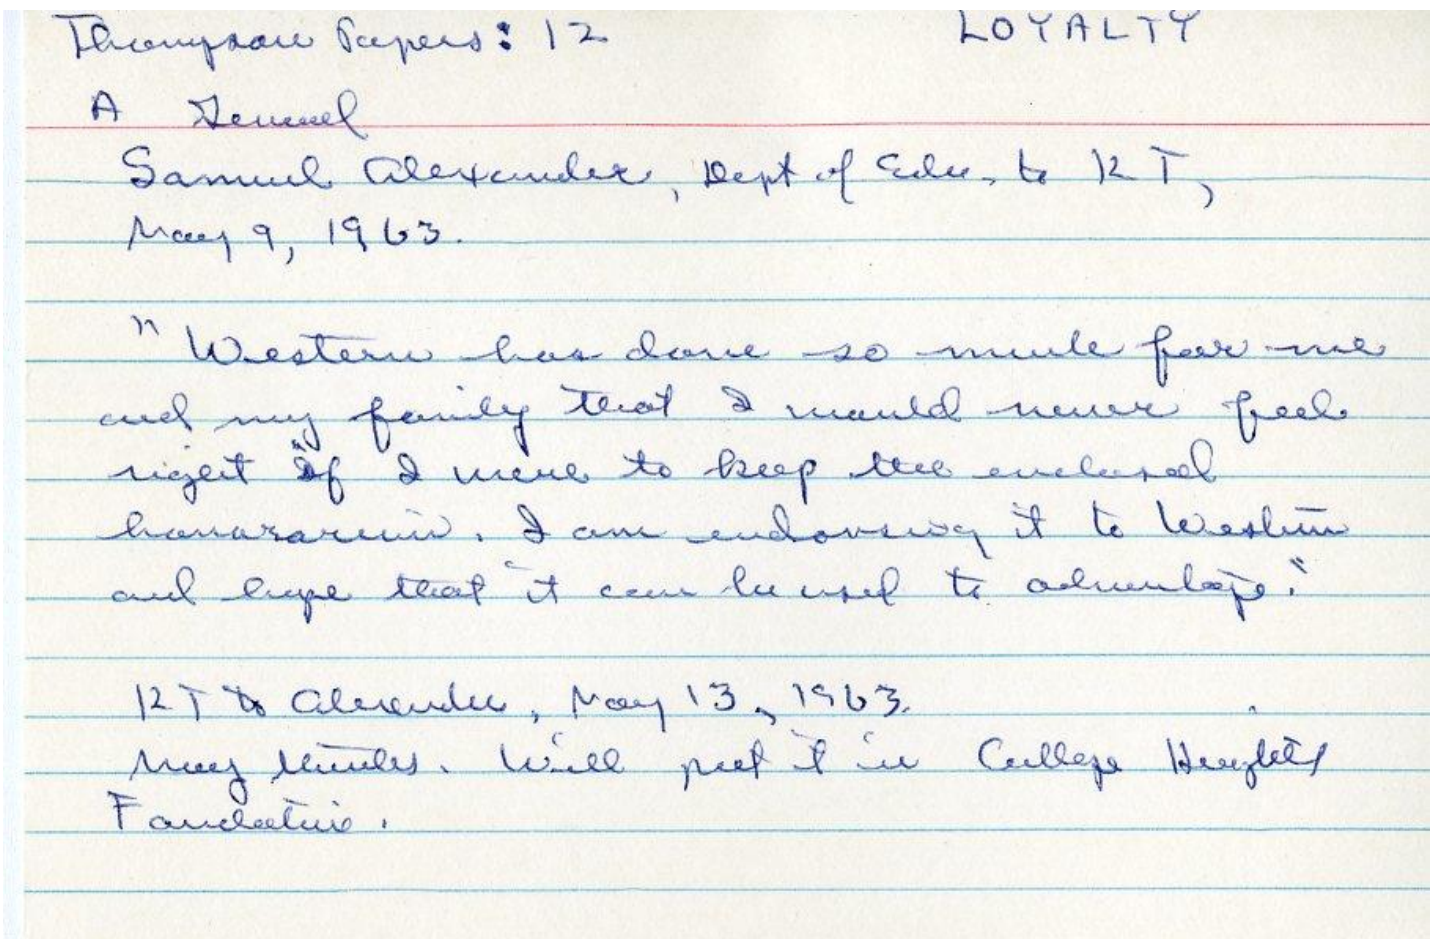 Thompson Papers: 12 LOYALTY
A
Samuel Alexander, Dept of Edu. to KT,
May 9, 1963.
"Western has done so much for me
and my family that I would never feel
right if I were to keep the enclosed
honorarium. I am endorsing it to Western
and hope that it can be used to advantage."
KT to Alexander, May 13, 1963.
Many thanks. Will put it in College Heights
Foundation.